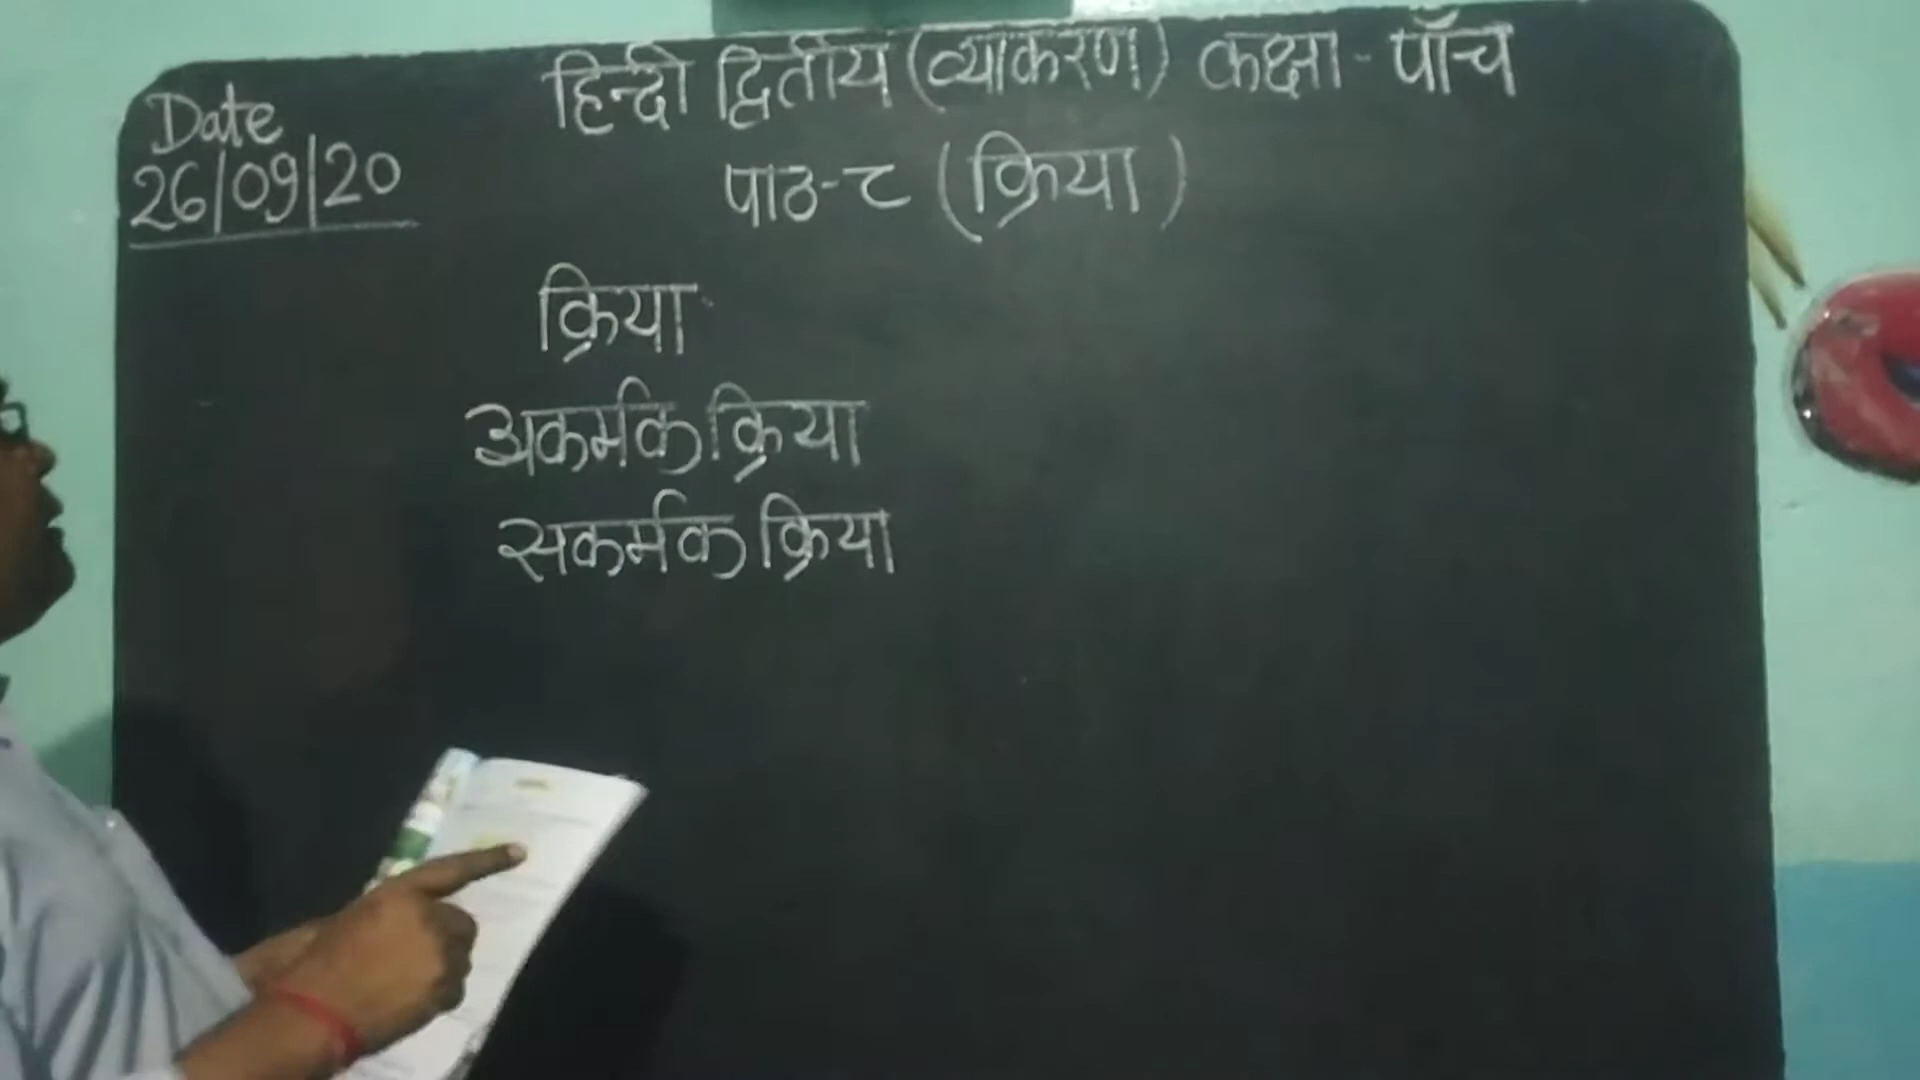 Date
26/09/20
हिन्दी द्वितीय (व्याकरण) कक्षा - पाँच
पाठ-८ (क्रिया)
क्रिया
अकर्मक क्रिया
सकर्मक क्रिया